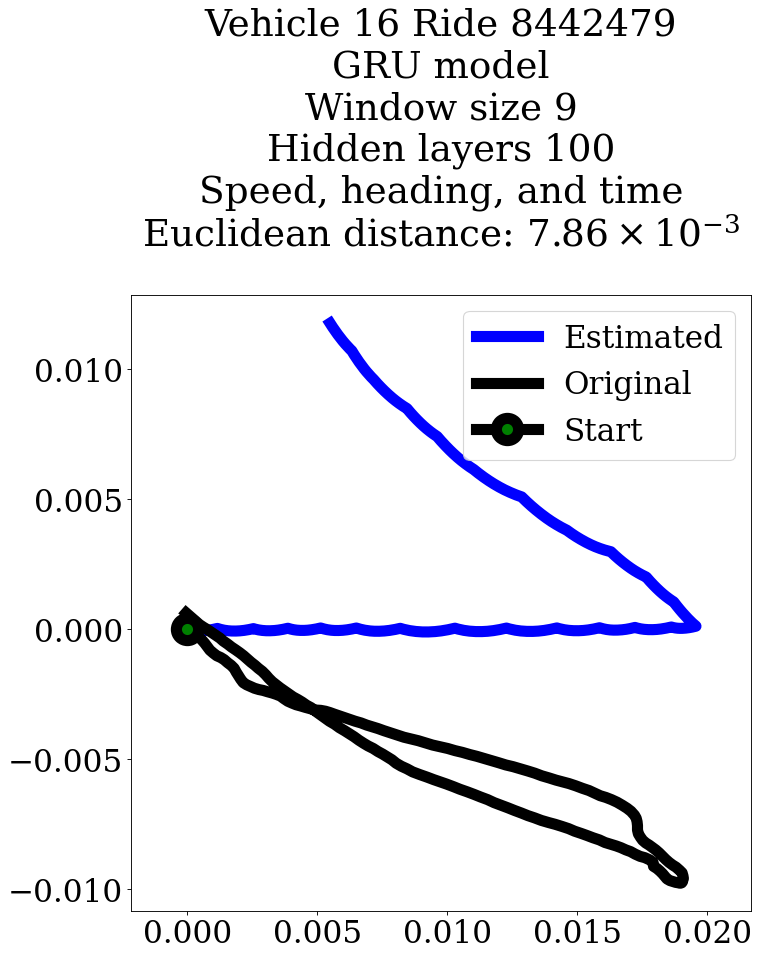 Vehicle 16 Ride 8442479
GRU model
Window size 9
Hidden layers 100
Speed, heading, and time
Euclidean distance: 7.86 × 10⁻³
Estimated
Original
Start
0.010
0.005
0.000
−0.005
−0.010
0.000 0.005 0.010 0.015 0.020